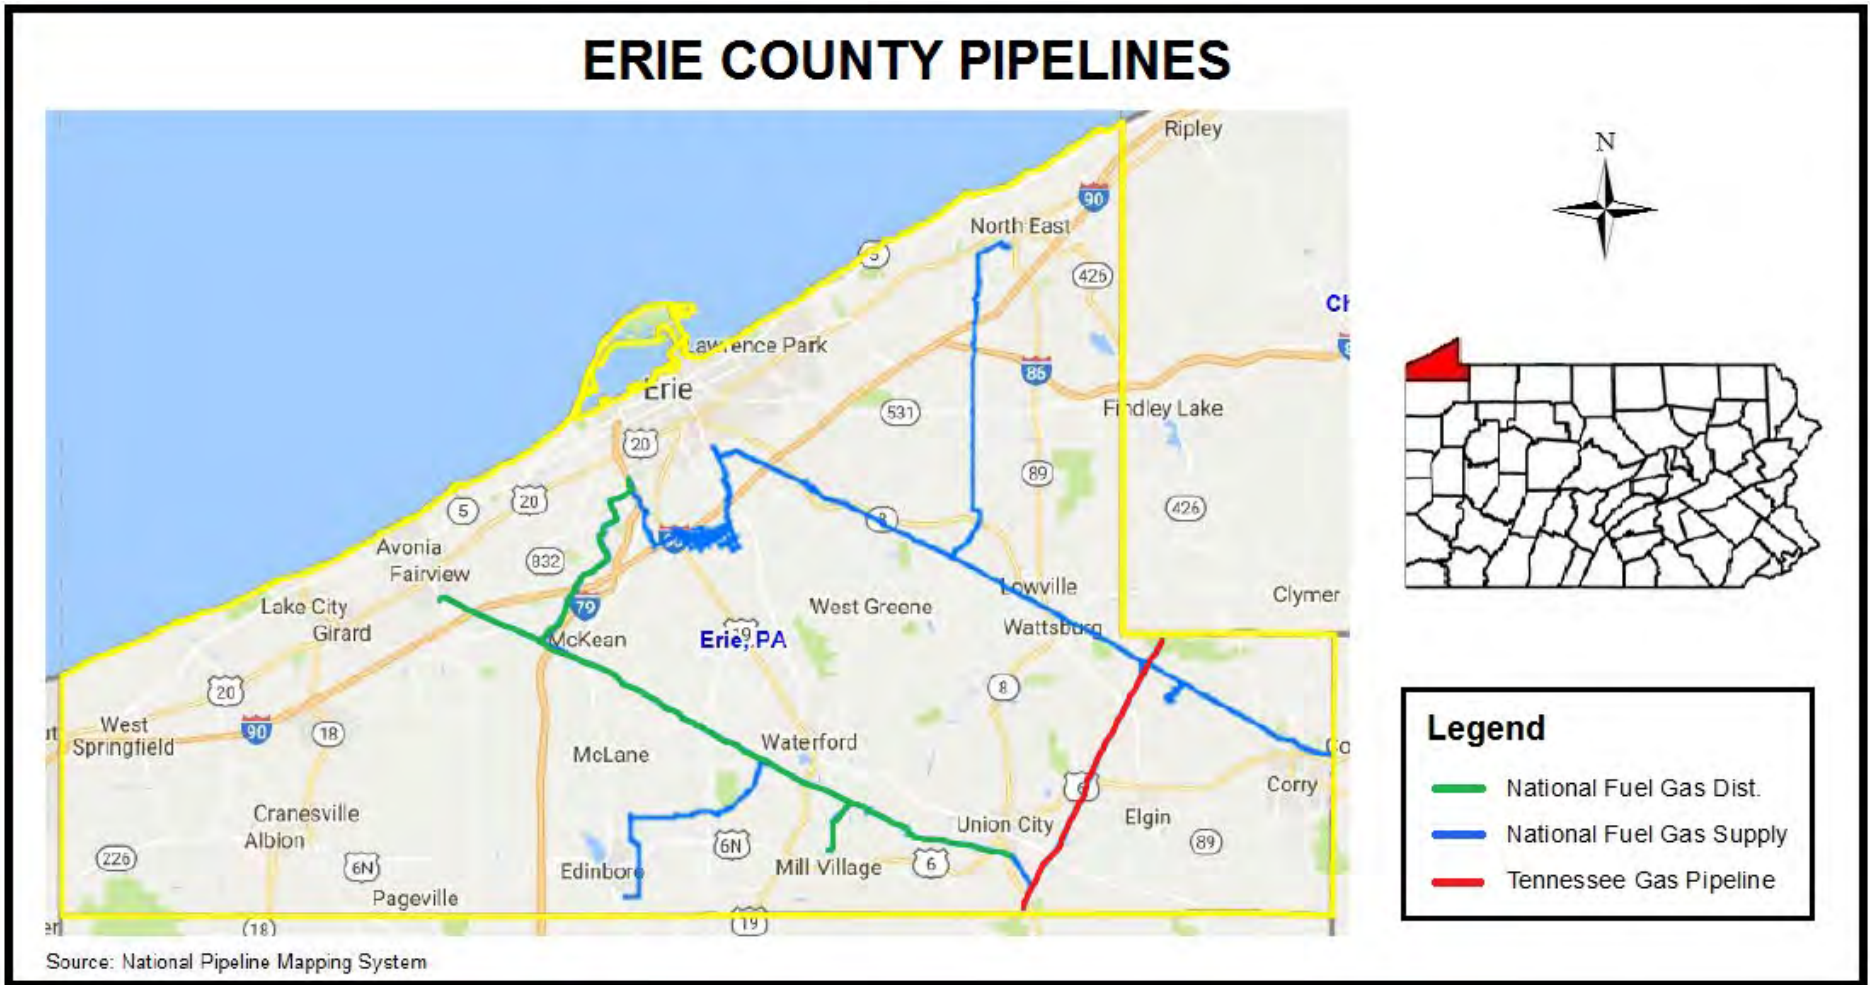 ERIE COUNTY PIPELINES
Ripley
N
90
North East
5
426
Ch
Lawrence Park
Erie
86
531
Findley Lake
20
89
20
5
8
426
Avonia
832
Fairview
Lowville
Clymer
Lake City
79
West Greene
Girard
McKean
19
Erie, PA
Wattsburg
20
8
West
Springfield
90
18
McLane
Waterford
Legend
Corry
6
National Fuel Gas Dist.
Cranesville
Elgin
Albion
Union City
National Fuel Gas Supply
226
6N
6N
Edinboro
Mill Village
6
89
Tennessee Gas Pipeline
Pageville
18
19
Source: National Pipeline Mapping System